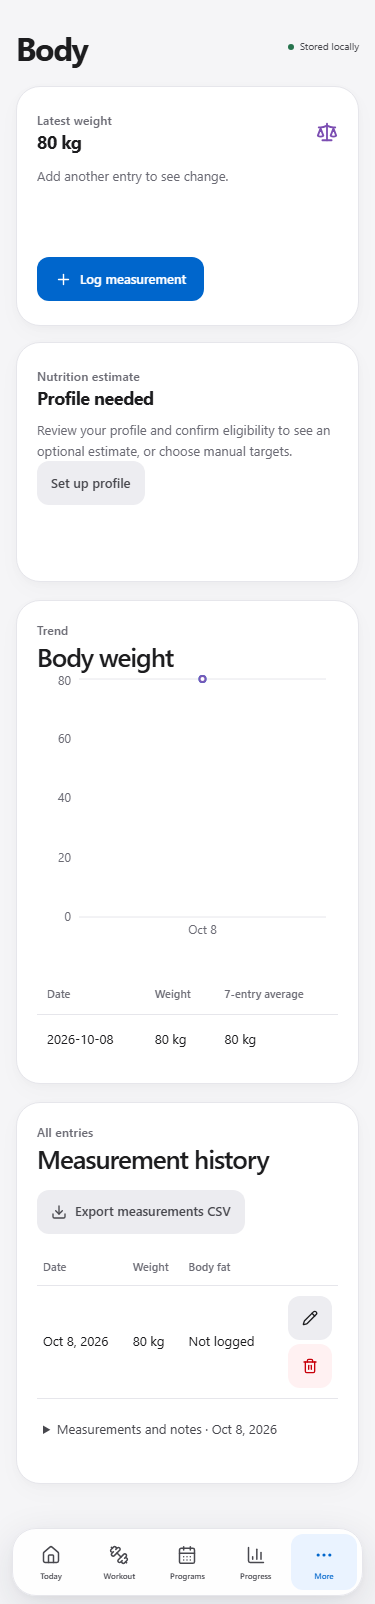 Body
Stored locally
Latest weight
80 kg
Add another entry to see change.
Log measurement
Nutrition estimate
Profile needed
Review your profile and confirm eligibility to see an
optional estimate, or choose manual targets.
Set up profile
Trend
Body weight
80
60
40
20
0
Oct 8
Date Weight 7-entry average
2026-10-08 80 kg 80 kg
All entries
Measurement history
Export measurements CSV
Date Weight Body fat
Oct 8, 2026 80 kg Not logged
Measurements and notes · Oct 8, 2026
Today Workout Programs Progress More